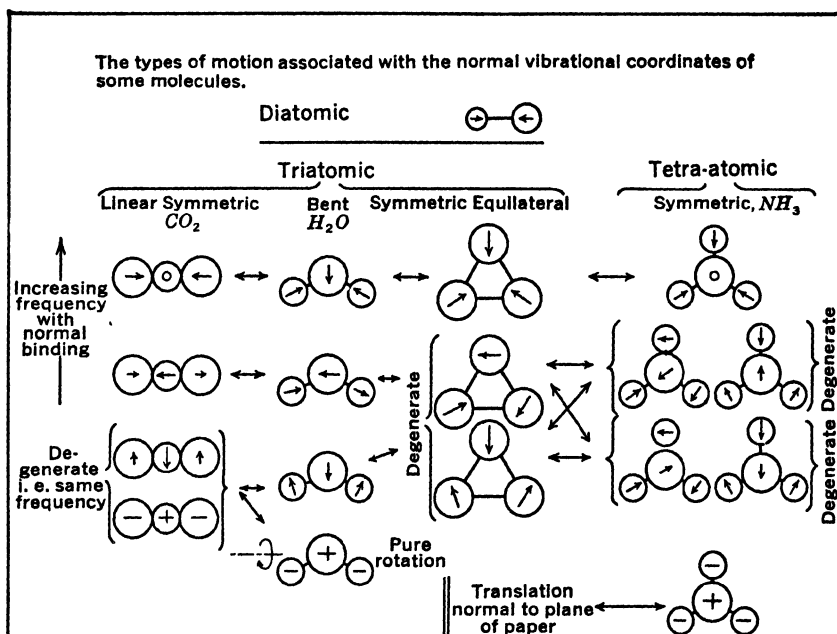 The types of motion associated with the normal vibrational coordinates of
some molecules.
Diatomic
Triatomic
Tetra-atomic
Linear Symmetric
CO2
Bent
H2O
Symmetric Equilateral
Symmetric, NH3
Increasing
frequency
with
normal
binding
Degenerate
Degenerate
De-
generate
i. e. same
frequency
Degenerate
Pure
rotation
Translation
normal to plane
of paper